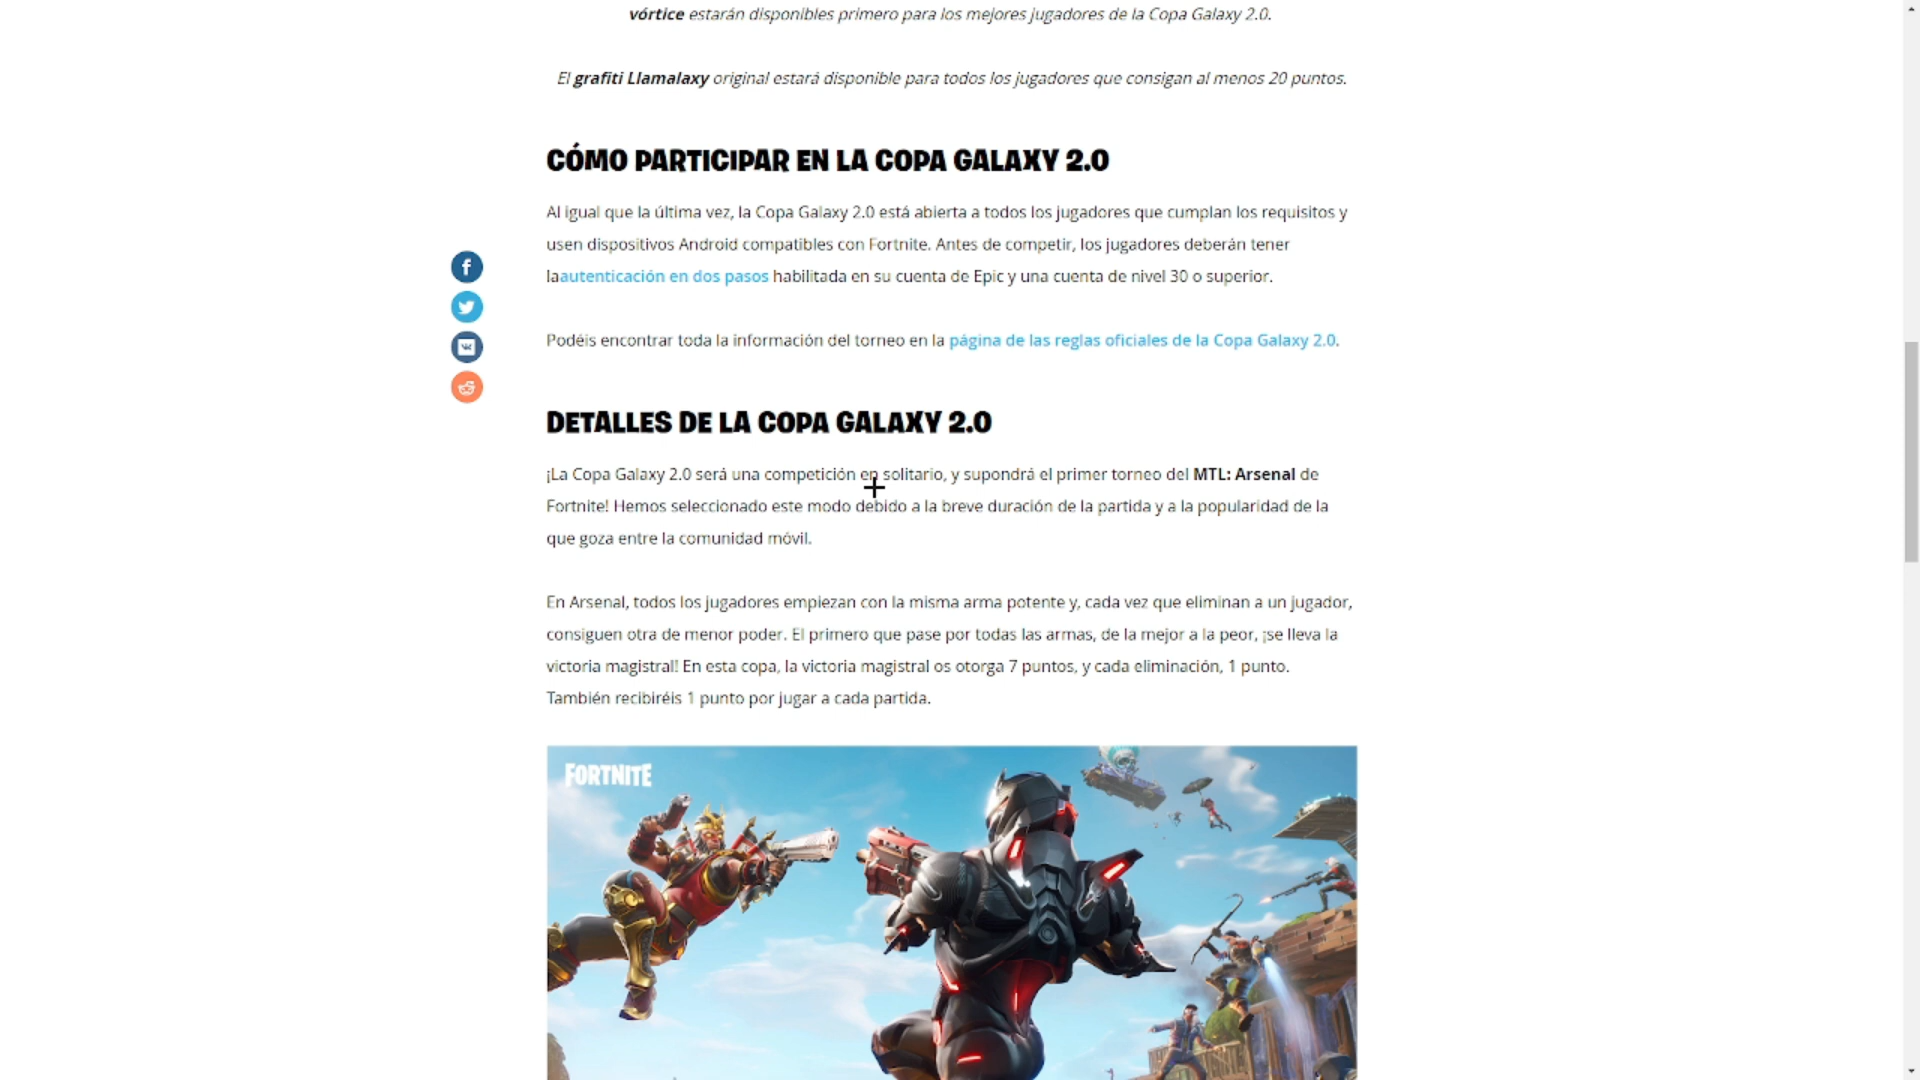 vórtice estarán disponibles primero para los mejores jugadores de la Copa Galaxy 2.0.
El grafiti Llamalaxy original estará disponible para todos los jugadores que consigan al menos 20 puntos.
CÓMO PARTICIPAR EN LA COPA GALAXY 2.0
Al igual que la última vez, la Copa Galaxy 2.0 está abierta a todos los jugadores que cumplan los requisitos y
usen dispositivos Android compatibles con Fortnite. Antes de competir, los jugadores deberán tener
laautenticación en dos pasos habilitada en su cuenta de Epic y una cuenta de nivel 30 o superior.
Podéis encontrar toda la información del torneo en la página de las reglas oficiales de la Copa Galaxy 2.0.
DETALLES DE LA COPA GALAXY 2.0
¡La Copa Galaxy 2.0 será una competición en solitario, y supondrá el primer torneo del MTL: Arsenal de
Fortnite! Hemos seleccionado este modo debido a la breve duración de la partida y a la popularidad de la
que goza entre la comunidad móvil.
En Arsenal, todos los jugadores empiezan con la misma arma potente y, cada vez que eliminan a un jugador,
consiguen otra de menor poder. El primero que pase por todas las armas, de la mejor a la peor, ¡se lleva la
victoria magistral! En esta copa, la victoria magistral os otorga 7 puntos, y cada eliminación, 1 punto.
También recibiréis 1 punto por jugar a cada partida.
FORTNITE